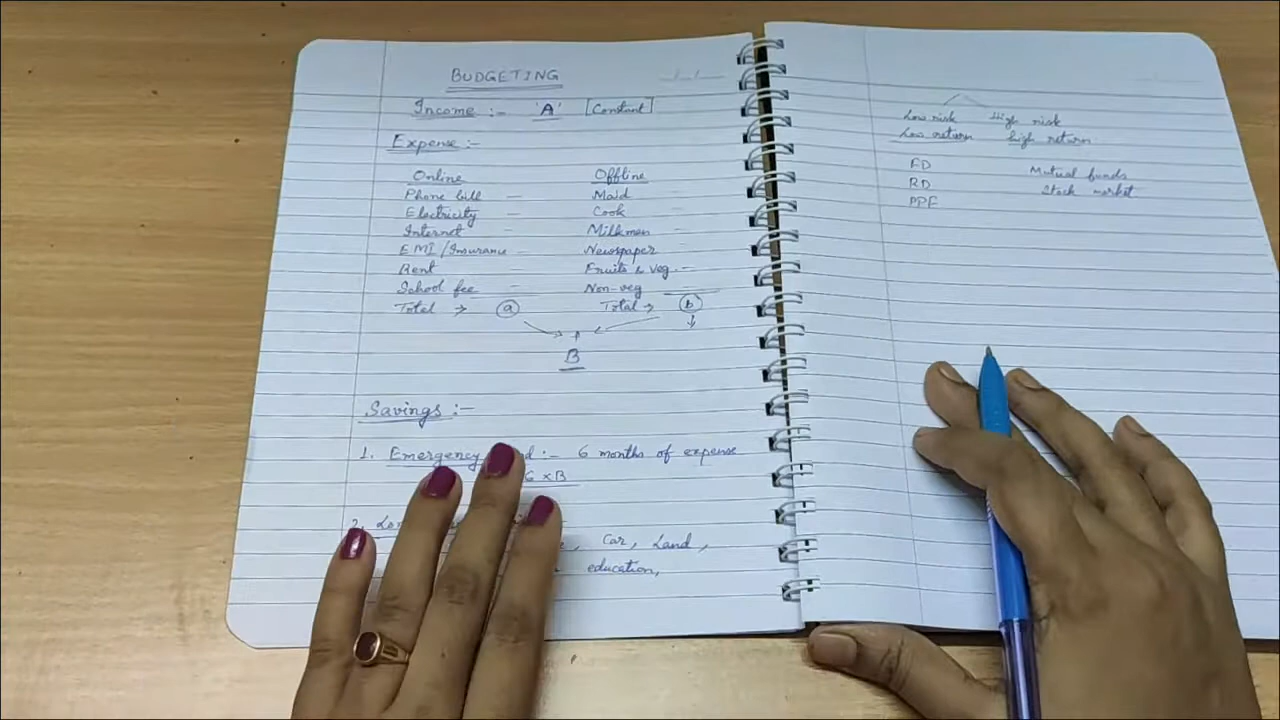 BUDGETING
Income :- 'A' [Constant]
Expense :-
Online Offline
Phone bill — Maid
Electricity — Cook
Internet — Milkman
EMI/Insurance — Newspaper
Rent Fruits & veg —
School fee — Non-veg
Total → a Total → b
B
Savings :-
1. Emergency :- 6 months of expense
6 × B
2.
Car, Land,
education,
Low risk High risk
Low return high return
FD Mutual funds
RD Stock market
PPF